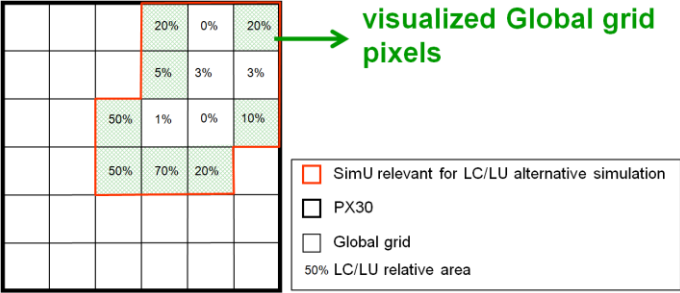 visualized Global grid
pixels
20% 0% 20%
5% 3% 3%
50% 1% 0% 10%
50% 70% 20%
SimU relevant for LC/LU alternative simulation
PX30
Global grid
50% LC/LU relative area